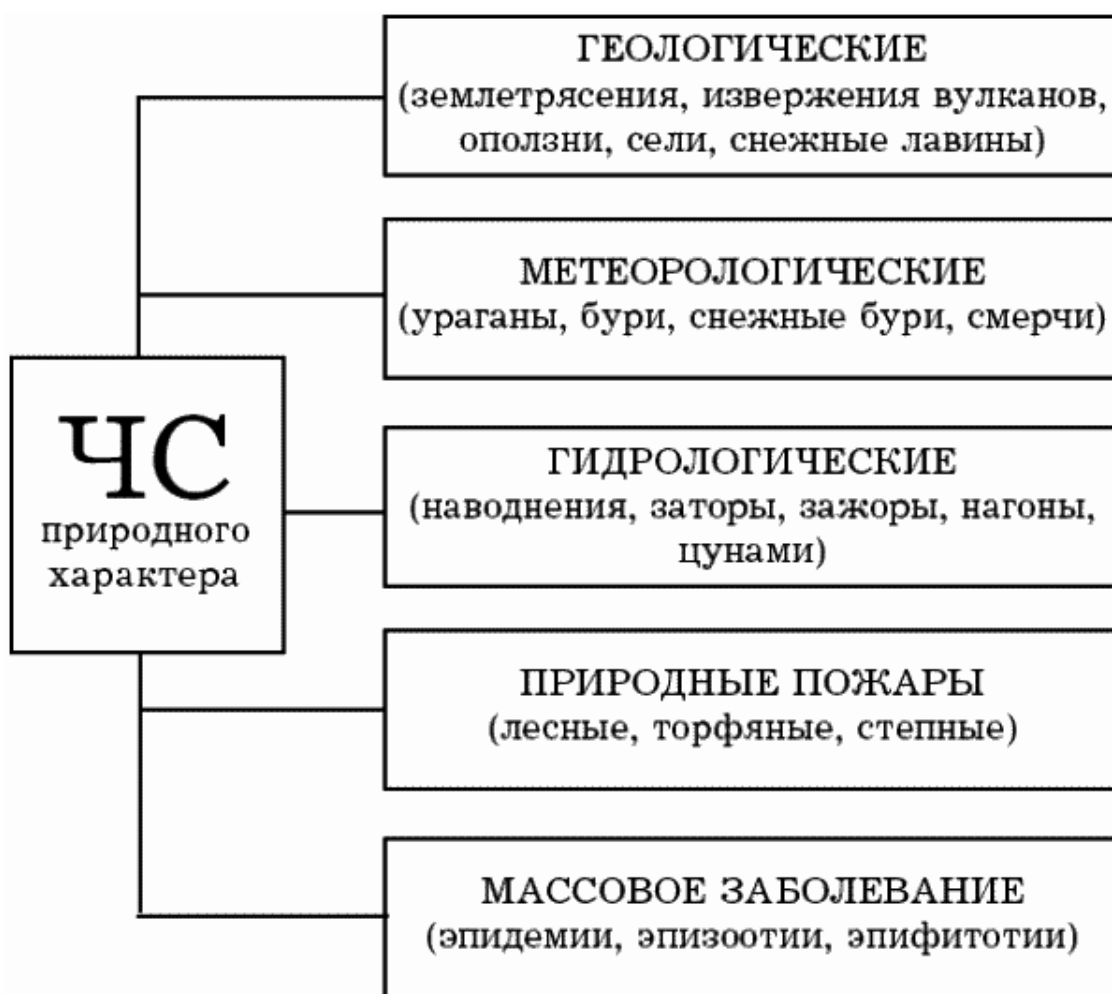 ГЕОЛОГИЧЕСКИЕ
(землетрясения, извержения вулканов,
оползни, сели, снежные лавины)
МЕТЕОРОЛОГИЧЕСКИЕ
(ураганы, бури, снежные бури, смерчи)
ЧС
природного
характера
ГИДРОЛОГИЧЕСКИЕ
(наводнения, заторы, зажоры, нагоны,
цунами)
ПРИРОДНЫЕ ПОЖАРЫ
(лесные, торфяные, степные)
МАССОВОЕ ЗАБОЛЕВАНИЕ
(эпидемии, эпизоотии, эпифитотии)